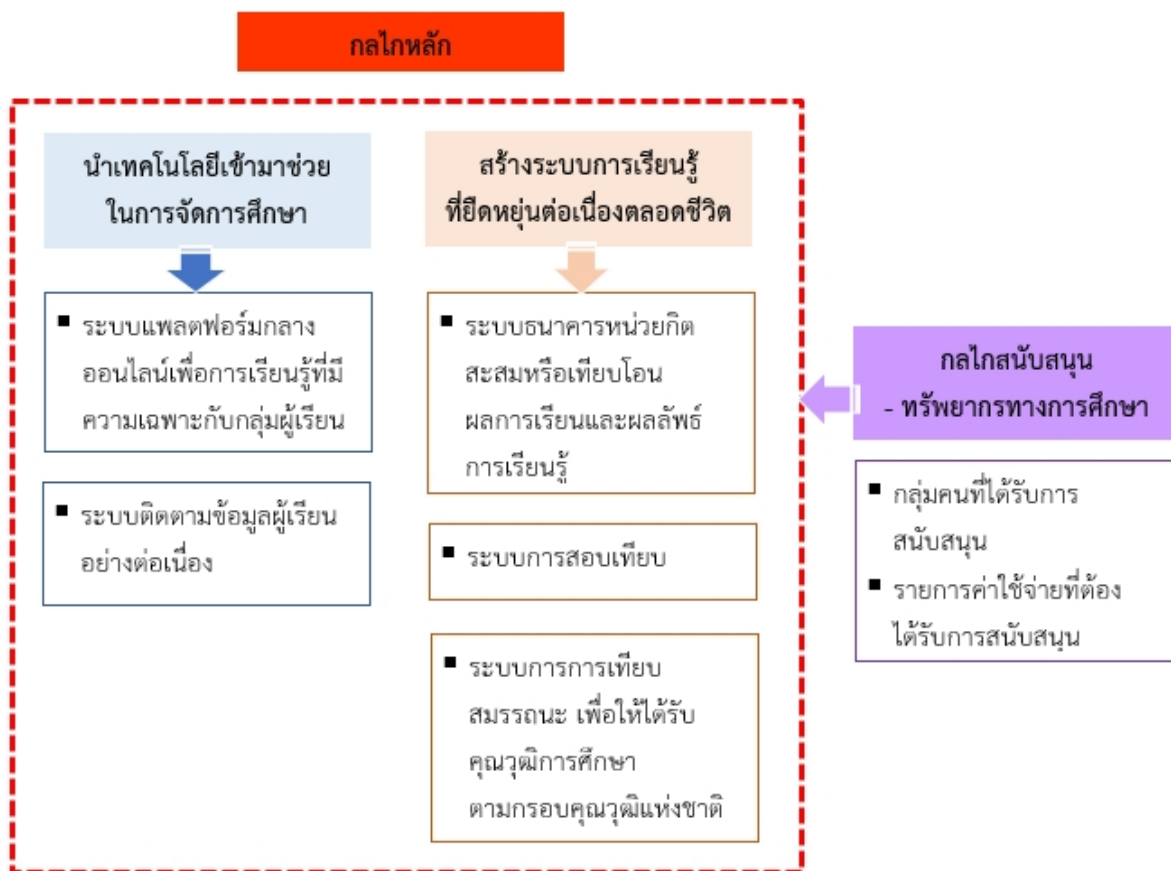 กลไกหลัก
นำเทคโนโลยีเข้ามาช่วย
ในการจัดการศึกษา
▪ ระบบแพลตฟอร์มกลาง
ออนไลน์เพื่อการเรียนรู้ที่มี
ความเฉพาะกับกลุ่มผู้เรียน
▪ ระบบติดตามข้อมูลผู้เรียน
อย่างต่อเนื่อง
สร้างระบบการเรียนรู้
ที่ยืดหยุ่นต่อเนื่องตลอดชีวิต
▪ ระบบธนาคารหน่วยกิต
สะสมหรือเทียบโอน
ผลการเรียนและผลลัพธ์
การเรียนรู้
▪ ระบบการสอบเทียบ
▪ ระบบการการเทียบ
สมรรถนะ เพื่อให้ได้รับ
คุณวุฒิการศึกษา
ตามกรอบคุณวุฒิแห่งชาติ
กลไกสนับสนุน
- ทรัพยากรทางการศึกษา
▪ กลุ่มคนที่ได้รับการ
สนับสนุน
▪ รายการค่าใช้จ่ายที่ต้อง
ได้รับการสนับสนุน